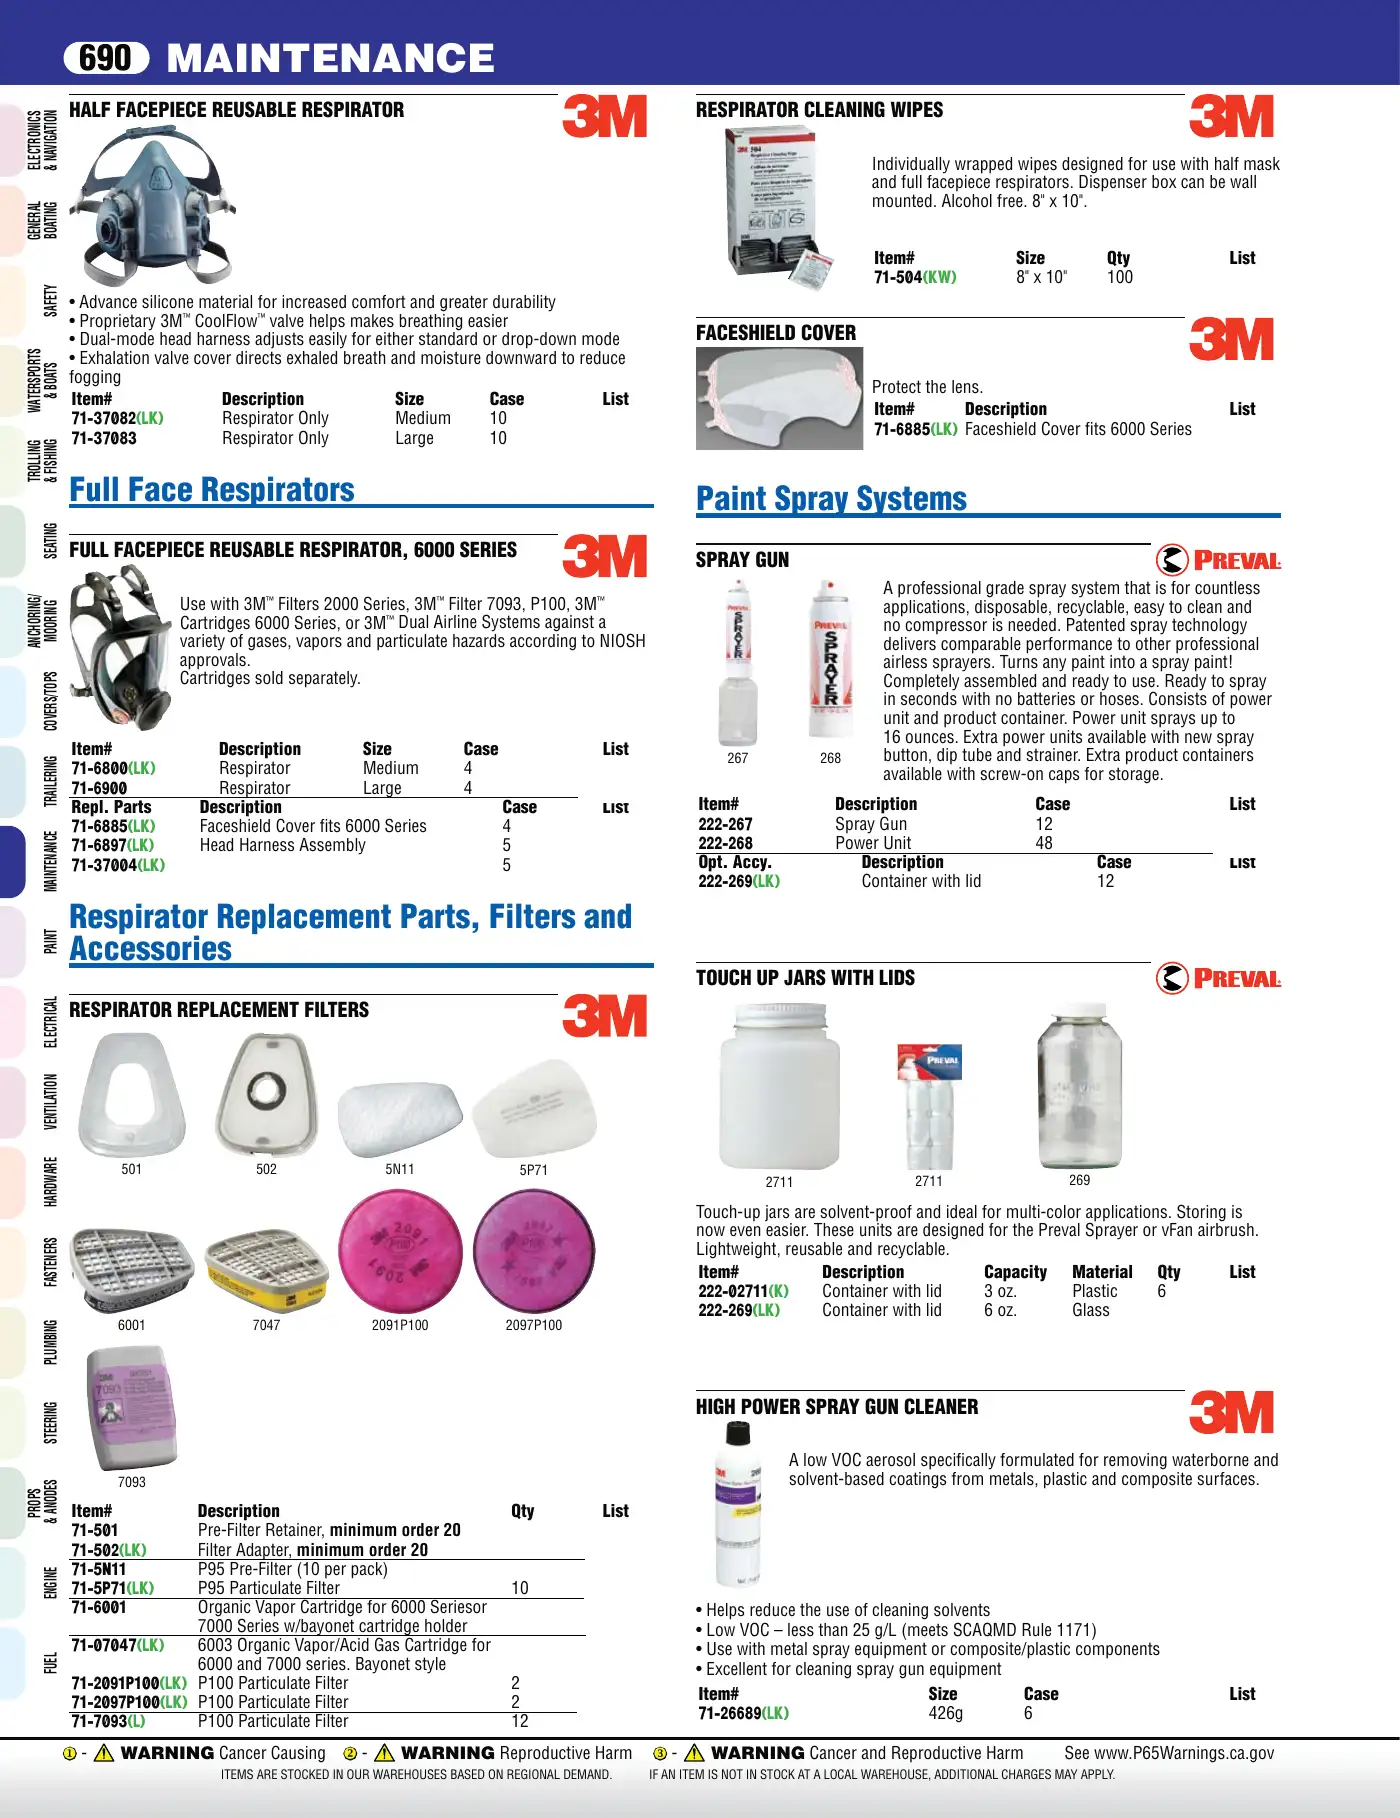 690 MAINTENANCE
ELECTRONICS
& NAVIGATION
GENERAL
BOATING
SAFETY
WATERSPORTS
& BOATS
TROLLING
& FISHING
SEATING
ANCHORING/
MOORING
COVERS/TOPS
TRAILERING
MAINTENANCE
PAINT
ELECTRICAL
VENTILATION
HARDWARE
FASTENERS
PLUMBING
STEERING
PROPS
& ANODES
ENGINE
FUEL
HALF FACEPIECE REUSABLE RESPIRATOR
3M
• Advance silicone material for increased comfort and greater durability
• Proprietary 3M™ CoolFlow™ valve helps makes breathing easier
• Dual-mode head harness adjusts easily for either standard or drop-down mode
• Exhalation valve cover directs exhaled breath and moisture downward to reduce
fogging
Item# Description Size Case List
71-37082(LK) Respirator Only Medium 10
71-37083 Respirator Only Large 10
Full Face Respirators
FULL FACEPIECE REUSABLE RESPIRATOR, 6000 SERIES
3M
Use with 3M™ Filters 2000 Series, 3M™ Filter 7093, P100, 3M™
Cartridges 6000 Series, or 3M™ Dual Airline Systems against a
variety of gases, vapors and particulate hazards according to NIOSH
approvals.
Cartridges sold separately.
Item# Description Size Case List
71-6800(LK) Respirator Medium 4
71-6900 Respirator Large 4
Repl. Parts Description Case List
71-6885(LK) Faceshield Cover fits 6000 Series 4
71-6897(LK) Head Harness Assembly 5
71-37004(LK) 5
Respirator Replacement Parts, Filters and
Accessories
RESPIRATOR REPLACEMENT FILTERS
3M
501 502 5N11 5P71
6001 7047 2091P100 2097P100
7093
Item# Description Qty List
71-501 Pre-Filter Retainer, minimum order 20
71-502(LK) Filter Adapter, minimum order 20
71-5N11 P95 Pre-Filter (10 per pack)
71-5P71(LK) P95 Particulate Filter 10
71-6001 Organic Vapor Cartridge for 6000 Seriesor
7000 Series w/bayonet cartridge holder
71-07047(LK) 6003 Organic Vapor/Acid Gas Cartridge for
6000 and 7000 series. Bayonet style
71-2091P100(LK) P100 Particulate Filter 2
71-2097P100(LK) P100 Particulate Filter 2
71-7093(L) P100 Particulate Filter 12
RESPIRATOR CLEANING WIPES
3M
Individually wrapped wipes designed for use with half mask
and full facepiece respirators. Dispenser box can be wall
mounted. Alcohol free. 8" x 10".
Item# Size Qty List
71-504(KW) 8" x 10" 100
FACESHIELD COVER
3M
Protect the lens.
Item# Description List
71-6885(LK) Faceshield Cover fits 6000 Series
Paint Spray Systems
SPRAY GUN
PREVAL
PREVAL SPRAYER
PREVAL SPRAYER
267 268
A professional grade spray system that is for countless
applications, disposable, recyclable, easy to clean and
no compressor is needed. Patented spray technology
delivers comparable performance to other professional
airless sprayers. Turns any paint into a spray paint!
Completely assembled and ready to use. Ready to spray
in seconds with no batteries or hoses. Consists of power
unit and product container. Power unit sprays up to
16 ounces. Extra power units available with new spray
button, dip tube and strainer. Extra product containers
available with screw-on caps for storage.
Item# Description Case List
222-267 Spray Gun 12
222-268 Power Unit 48
Opt. Accy. Description Case List
222-269(LK) Container with lid 12
TOUCH UP JARS WITH LIDS
PREVAL
PREVAL
2711 2711 269
Touch-up jars are solvent-proof and ideal for multi-color applications. Storing is
now even easier. These units are designed for the Preval Sprayer or vFan airbrush.
Lightweight, reusable and recyclable.
Item# Description Capacity Material Qty List
222-02711(K) Container with lid 3 oz. Plastic 6
222-269(LK) Container with lid 6 oz. Glass
HIGH POWER SPRAY GUN CLEANER
3M
A low VOC aerosol specifically formulated for removing waterborne and
solvent-based coatings from metals, plastic and composite surfaces.
• Helps reduce the use of cleaning solvents
• Low VOC – less than 25 g/L (meets SCAQMD Rule 1171)
• Use with metal spray equipment or composite/plastic components
• Excellent for cleaning spray gun equipment
Item# Size Case List
71-26689(LK) 426g 6
1 - WARNING Cancer Causing 2 - WARNING Reproductive Harm 3 - WARNING Cancer and Reproductive Harm See www.P65Warnings.ca.gov
ITEMS ARE STOCKED IN OUR WAREHOUSES BASED ON REGIONAL DEMAND. IF AN ITEM IS NOT IN STOCK AT A LOCAL WAREHOUSE, ADDITIONAL CHARGES MAY APPLY.